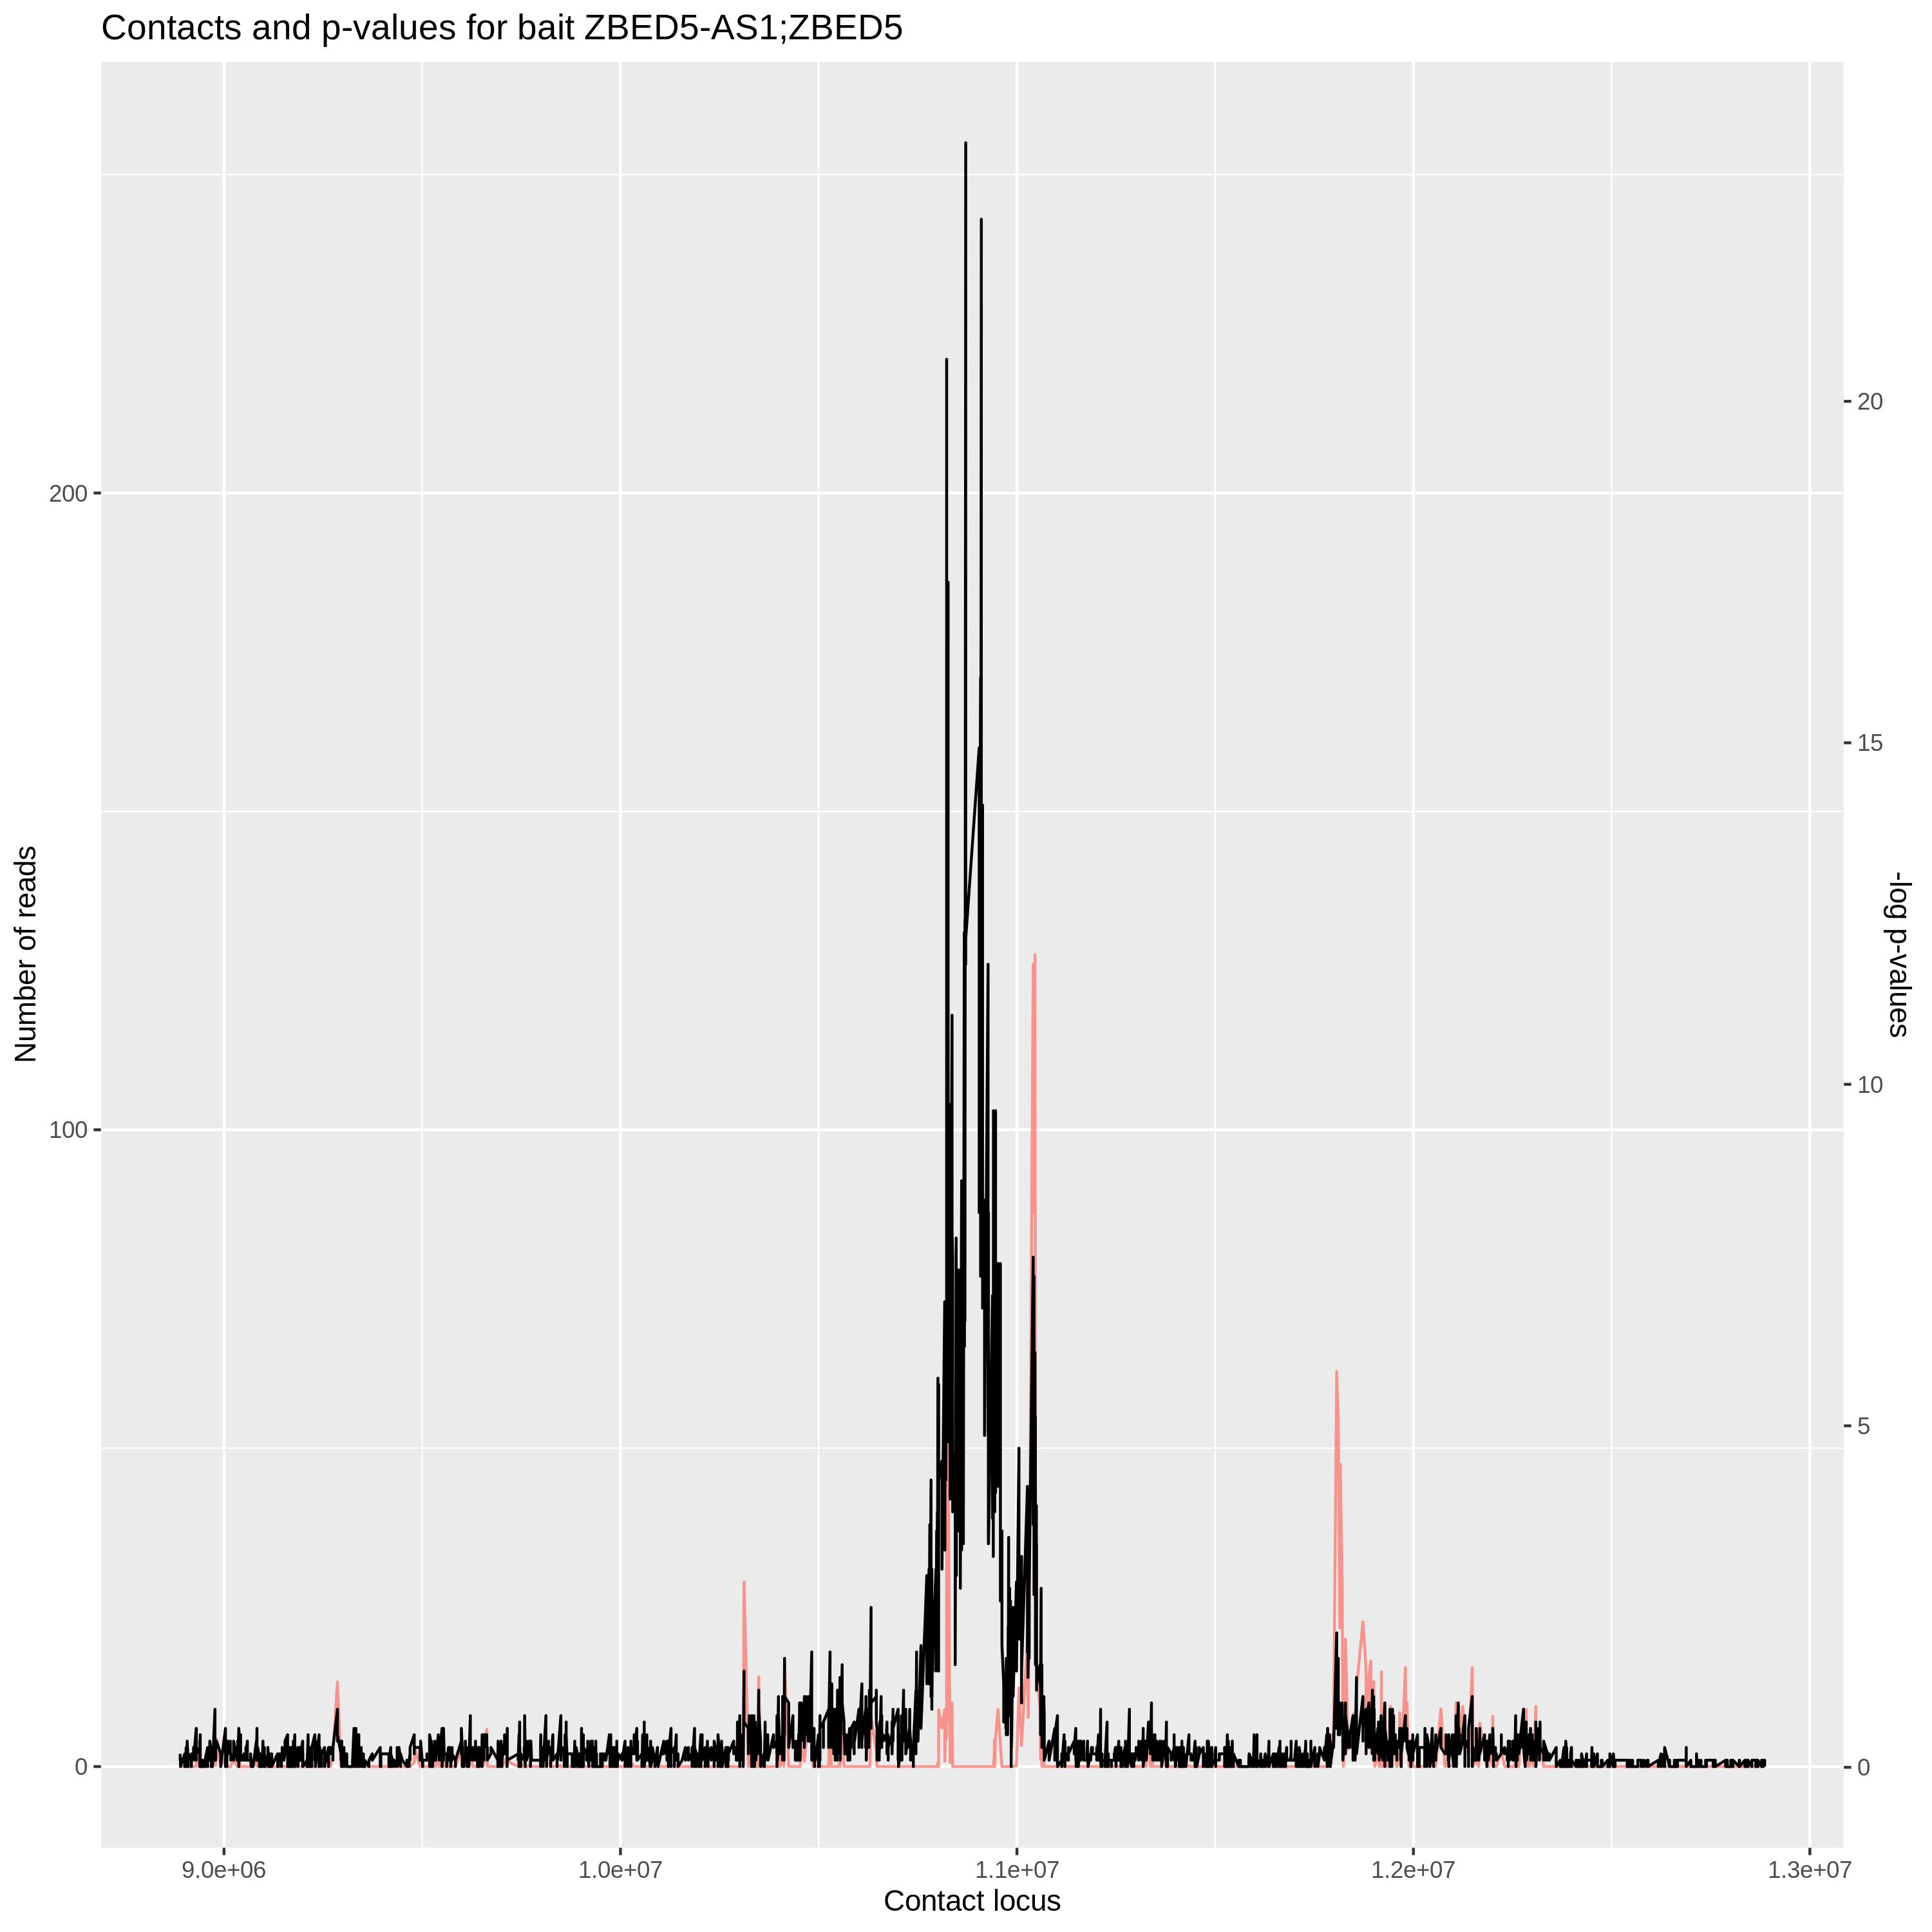 Contacts and p-values for bait ZBED5-AS1;ZBED5
Number of reads
200
100
0
20
15
10
5
0
-log p-values
9.0e+06
1.0e+07
1.1e+07
1.2e+07
1.3e+07
Contact locus